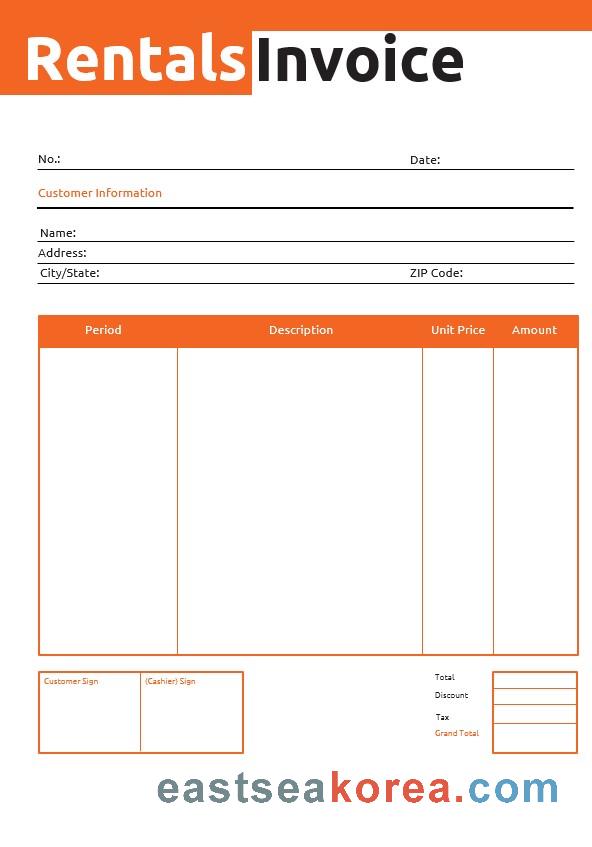 Rentals Invoice
No.: Date:
Customer Information
Name:
Address:
City/State: ZIP Code:
Period Description Unit Price Amount
Customer Sign (Cashier) Sign Total
Discount
Tax
Grand Total
eastseakorea.com